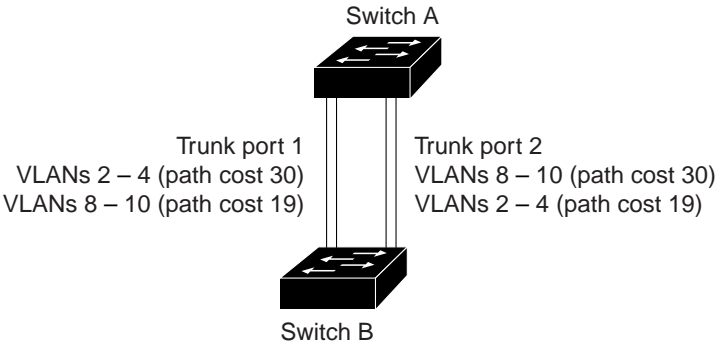 Switch A
Trunk port 1
VLANs 2 – 4 (path cost 30)
VLANs 8 – 10 (path cost 19)
Trunk port 2
VLANs 8 – 10 (path cost 30)
VLANs 2 – 4 (path cost 19)
Switch B